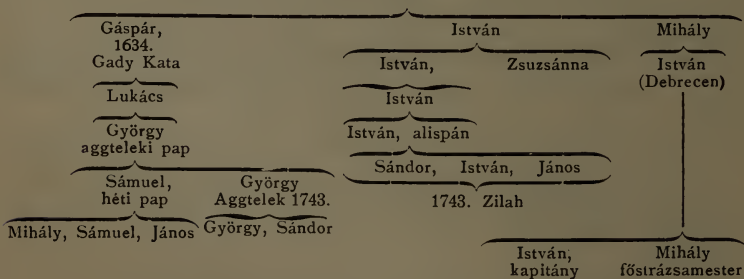 Gáspár, István Mihály
1634.
Gady Kata István, Zsuzsánna István
(Debrecen)
Lukács István
György István, alispán
aggteleki pap
Sándor, István, János
Sámuel, György
héti pap Aggtelek 1743. 1743. Zilah
Mihály, Sámuel, János György, Sándor
István, Mihály
kapitány főstrázsamester